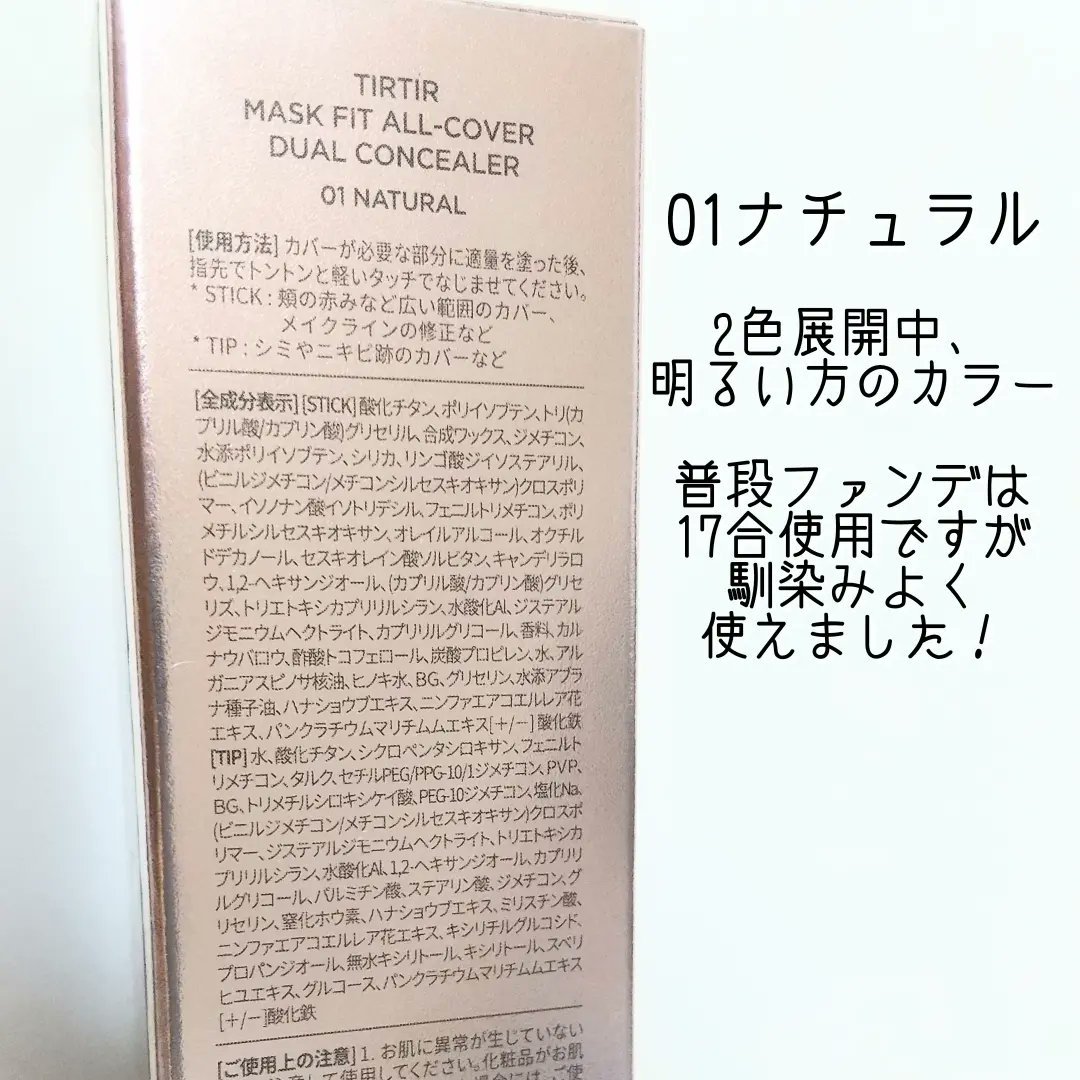 TIRTIR
MASK FIT ALL-COVER
DUAL CONCEALER
01 NATURAL
[使用方法] カバーが必要な部分に適量を塗った後、
指先でトントンと軽いタッチでなじませてください。
* STICK : 頬の赤みなど広い範囲のカバー、
メイクラインの修正など
* TIP : シミやニキビ跡のカバーなど
[全成分表示] [STICK] 酸化チタン、ポリイソブテン、トリ(カ
プリル酸/カプリン酸)グリセリル、合成ワックス、ジメチコン、
水添ポリイソブテン、シリカ、リンゴ酸ジイソステアリル、
(ビニルジメチコン/メチコンシルセスキオキサン)クロスポリ
マー、イソノナン酸イソトリデシル、フェニルトリメチコン、ポリ
メチルシルセスキオキサン、オレイルアルコール、オクチル
ドデカノール、セスキオレイン酸ソルビタン、キャンデリラロ
ウ、1,2-ヘキサンジオール、(カプリル酸/カプリン酸)グリセ
リズ、トリエトキシカプリリルシラン、水酸化Al、ジステアル
ジモニウムヘクトライト、カプリリルグリコール、香料、カル
ナウバロウ、酢酸トコフェロール、炭酸プロピレン、水、アル
ガニアスピノサ核油、ヒノキ水、BG、グリセリン、水添アブラ
ナ種子油、ハナショウブエキス、ニンファエアコエルレア花
エキス、パンクラチウムマリチムムエキス[+/-] 酸化鉄
[TIP] 水、酸化チタン、シクロペンタシロキサン、フェニルト
リメチコン、タルク、セチルPEG/PPG-10/1ジメチコン、PVP、
BG、トリメチルシロキシケイ酸、PEG-10ジメチコン、塩化Na、
(ビニルジメチコン/メチコンシルセスキオキサン)クロスポ
リマー、ジステアルジモニウムヘクトライト、トリエトキシカ
プリリルシラン、水酸化Al、1,2-ヘキサンジオール、カプリリ
ルグリコール、パルミチン酸、ステアリン酸、ジメチコン、グ
リセリン、窒化ホウ素、ハナショウブエキス、ミリスチン酸、
ニンファエアコエルレア花エキス、キシリチルグルコシド、
プロパンジオール、無水キシリトール、キシリトール、スベリ
ヒユエキス、グルコース、パンクラチウムマリチムムエキス
[+/-]酸化鉄
[ご使用上の注意] 1. お肌に異常が生じていない
注意して使用してください。化粧品がお肌
01ナチュラル
2色展開中、
明るい方のカラー
普段ファンデは
17合使用ですが
馴染みよく
使えました！